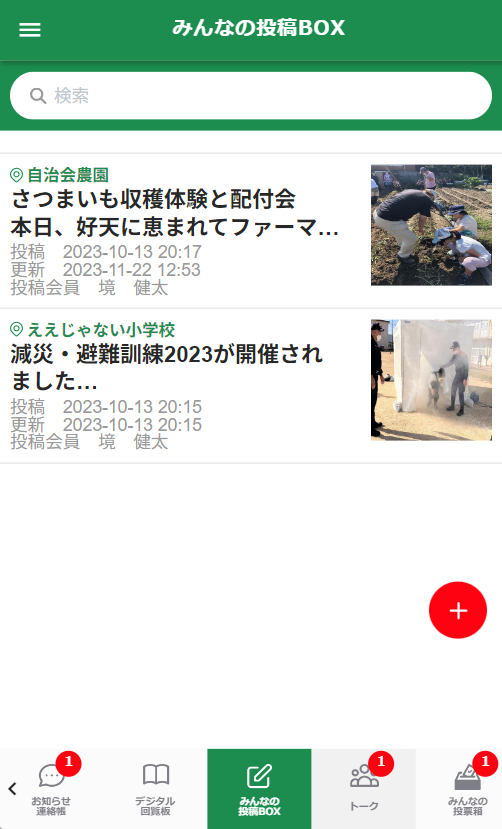 みんなの投稿BOX
検索
自治会農園
さつまいも収穫体験と配付会
本日、好天に恵まれてファーマ...
投稿　2023-10-13 20:17
更新　2023-11-22 12:53
投稿会員　境　健太
ええじゃない小学校
減災・避難訓練2023が開催され
ました...
投稿　2023-10-13 20:15
更新　2023-10-13 20:15
投稿会員　境　健太
1
お知らせ
連絡帳
デジタル
回覧板
みんなの
投稿BOX
1
トーク
1
みんなの
投票箱